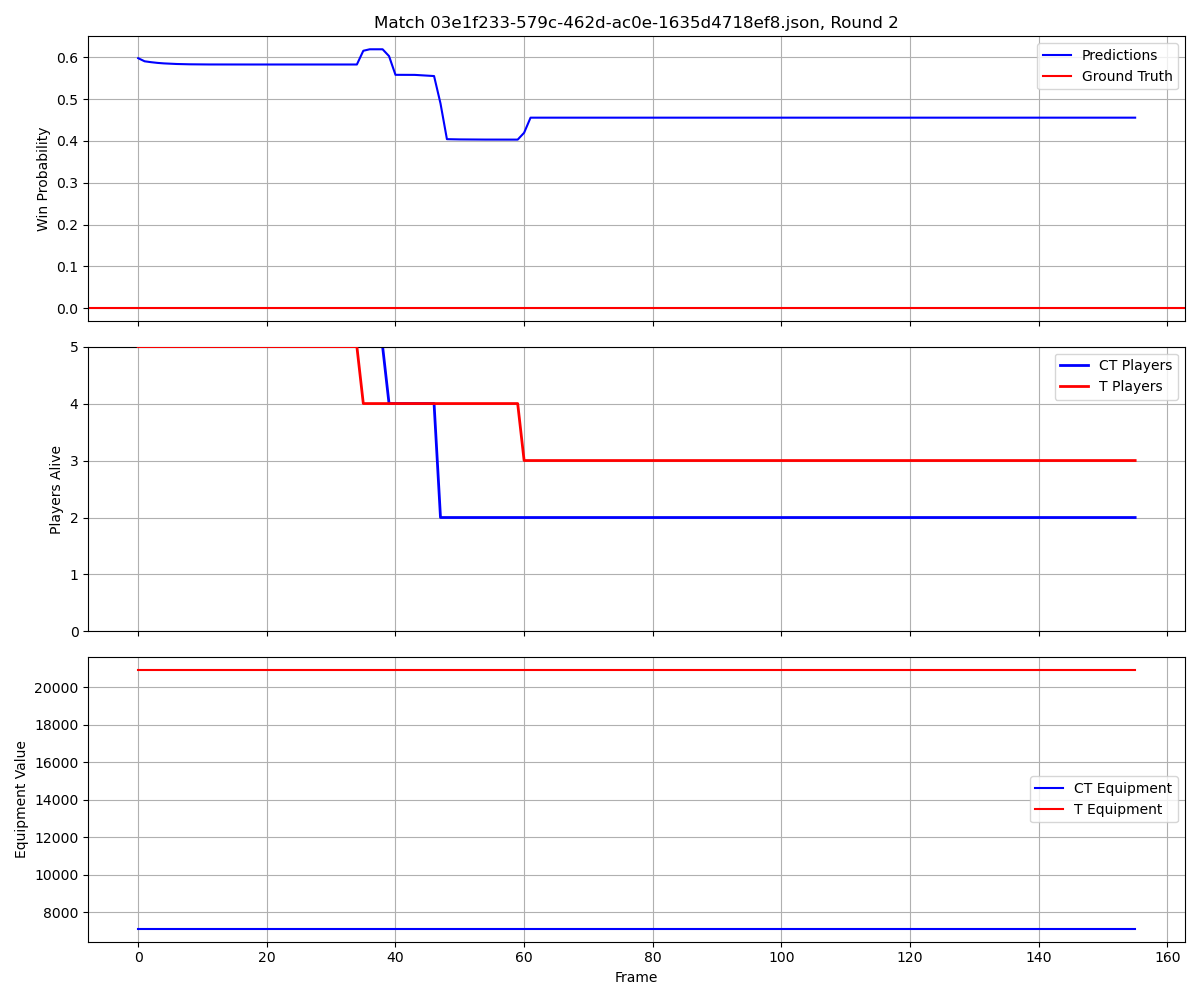 Match 03e1f233-579c-462d-ac0e-1635d4718ef8.json, Round 2
Win Probability
0.6
0.5
0.4
0.3
0.2
0.1
0.0
Predictions
Ground Truth
Players Alive
5
4
3
2
1
0
CT Players
T Players
Equipment Value
20000
18000
16000
14000
12000
10000
8000
CT Equipment
T Equipment
0 20 40 60 80 100 120 140 160
Frame